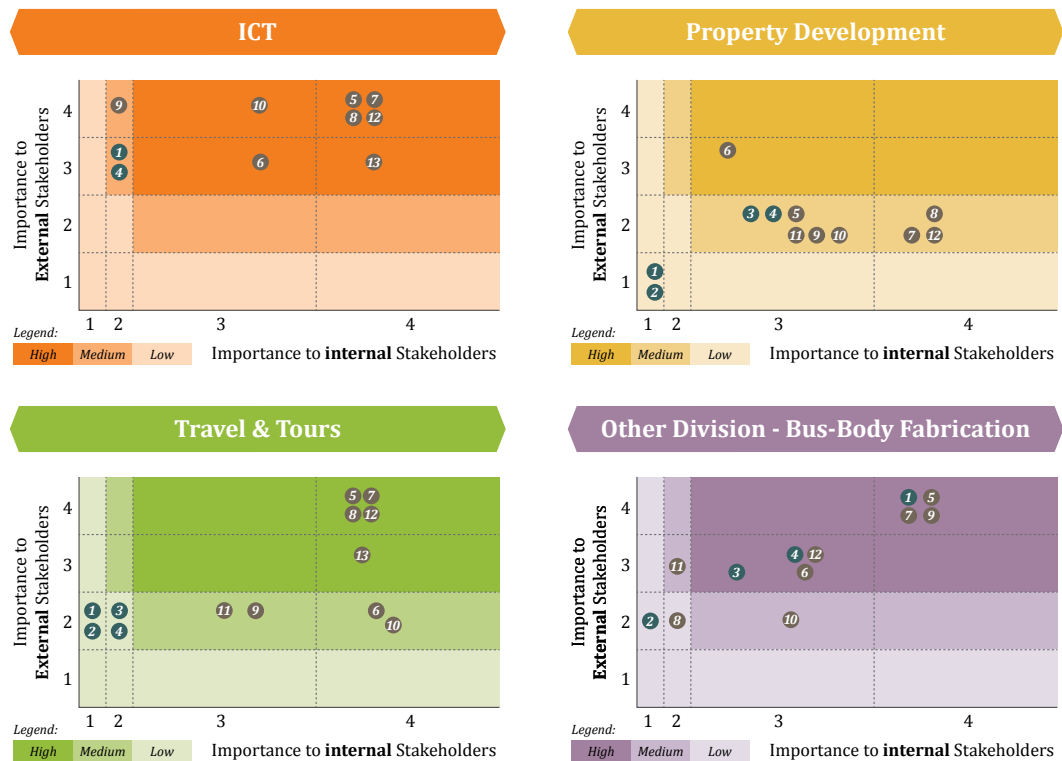 ICT
Importance to
External Stakeholders
4
9
10
5
7
8
12
3
1
4
6
13
2
1
1
2
3
4
Legend:
High
Medium
Low
Importance to internal Stakeholders
Property Development
Importance to
External Stakeholders
4
3
6
2
3
4
5
8
11
9
10
7
12
1
1
2
1
2
3
4
Legend:
High
Medium
Low
Importance to internal Stakeholders
Travel & Tours
Importance to
External Stakeholders
4
5
7
8
12
3
13
2
1
3
11
9
6
2
4
10
1
1
2
3
4
Legend:
High
Medium
Low
Importance to internal Stakeholders
Other Division - Bus-Body Fabrication
Importance to
External Stakeholders
4
1
5
7
9
3
4
12
11
3
6
2
2
8
10
1
1
2
3
4
Legend:
High
Medium
Low
Importance to internal Stakeholders